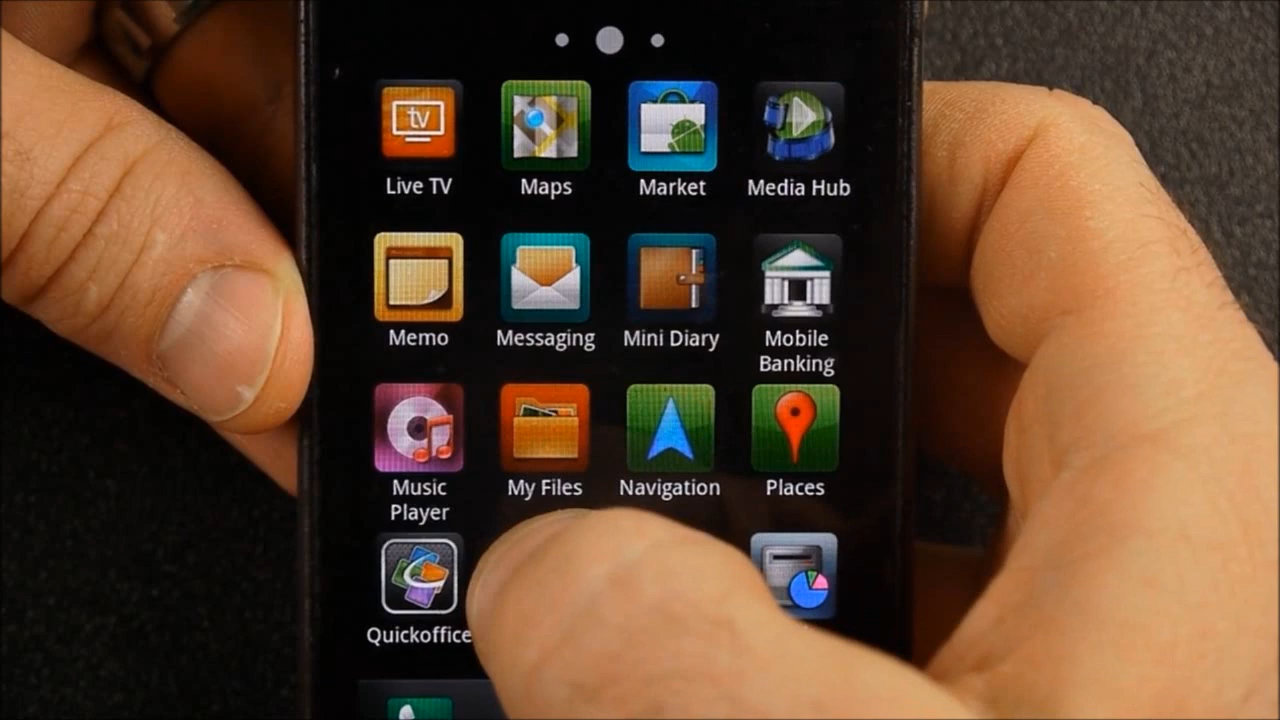 tv
Live TV
Maps
Market
Media Hub
Memo
Messaging
Mini Diary
Mobile
Banking
Music
Player
My Files
Navigation
Places
Quickoffice